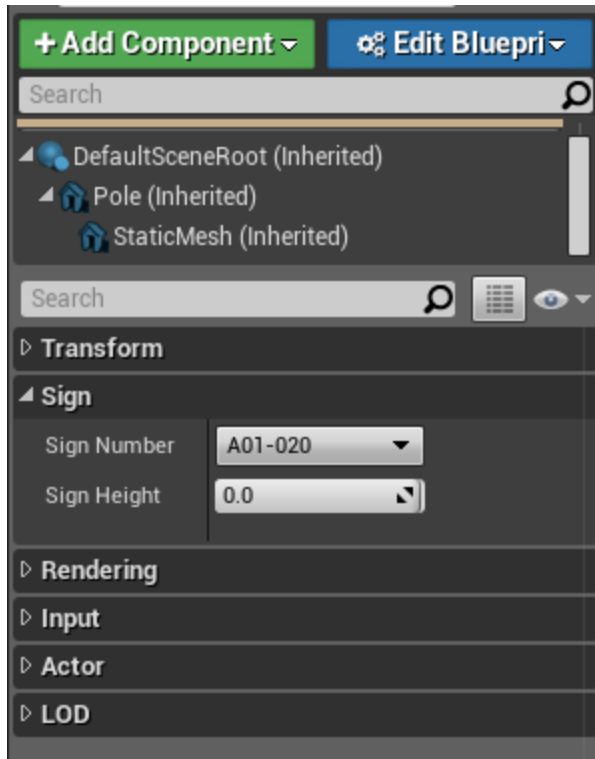 + Add Component
Edit Bluepri
Search
DefaultSceneRoot (Inherited)
Pole (Inherited)
StaticMesh (Inherited)
Search
Transform
Sign
Sign Number A01-020
Sign Height 0.0
Rendering
Input
Actor
LOD